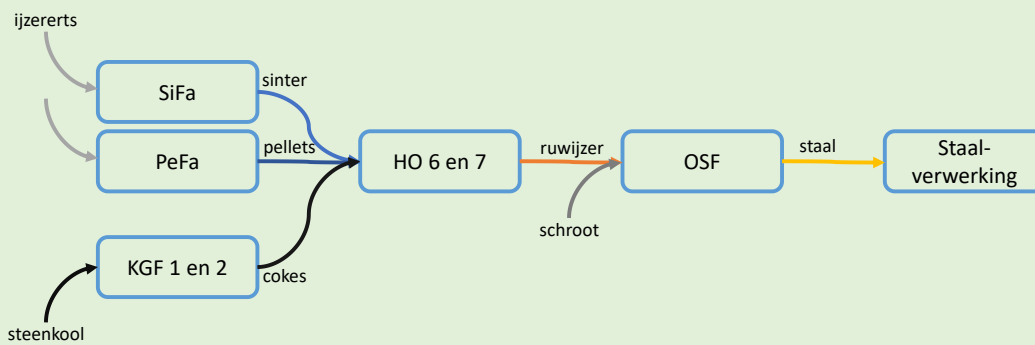 ijzererts
SiFa
sinter
PeFa
pellets
HO 6 en 7
ruwijzer
OSF
staal
Staal-
verwerking
schroot
KGF 1 en 2
cokes
steenkool